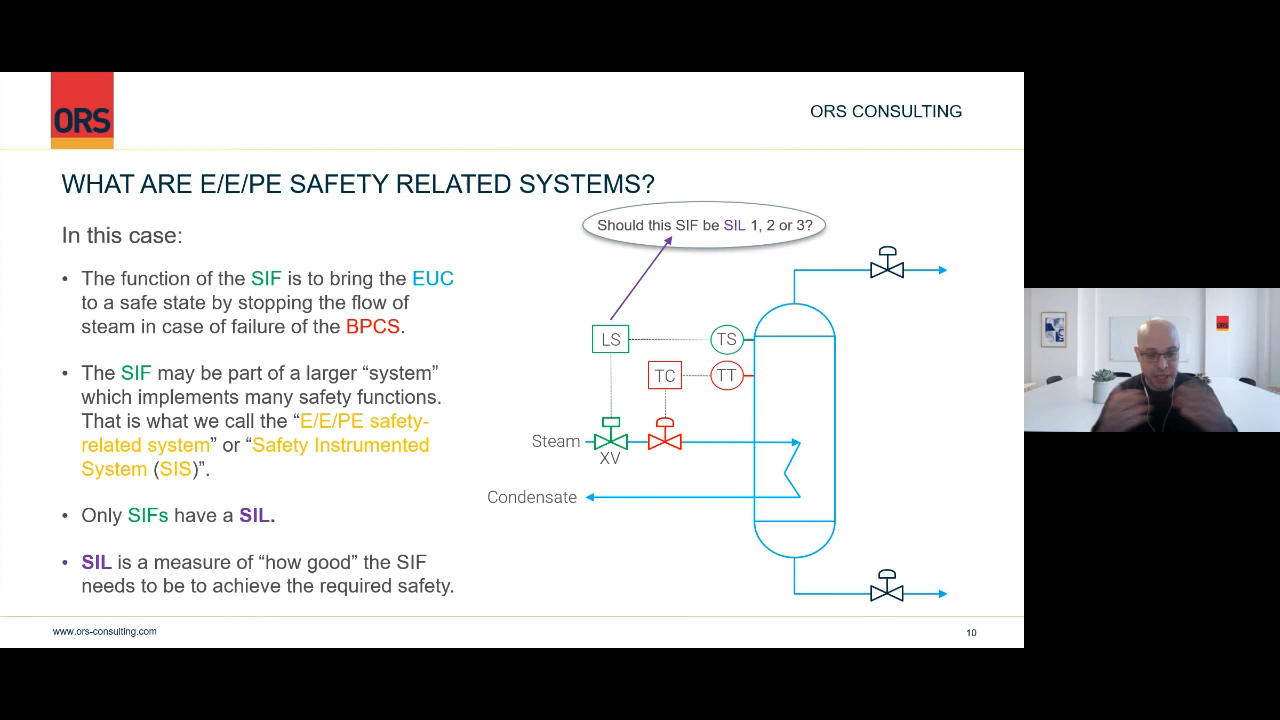 ORS
ORS CONSULTING
WHAT ARE E/E/PE SAFETY RELATED SYSTEMS?
In this case:
• The function of the SIF is to bring the EUC
to a safe state by stopping the flow of
steam in case of failure of the BPCS.
• The SIF may be part of a larger “system”
which implements many safety functions.
That is what we call the “E/E/PE safety-
related system” or “Safety Instrumented
System (SIS)”.
• Only SIFs have a SIL.
• SIL is a measure of “how good” the SIF
needs to be to achieve the required safety.
Should this SIF be SIL 1, 2 or 3?
LS
TS
TC
TT
Steam
XV
Condensate
www.ors-consulting.com
10
ORS